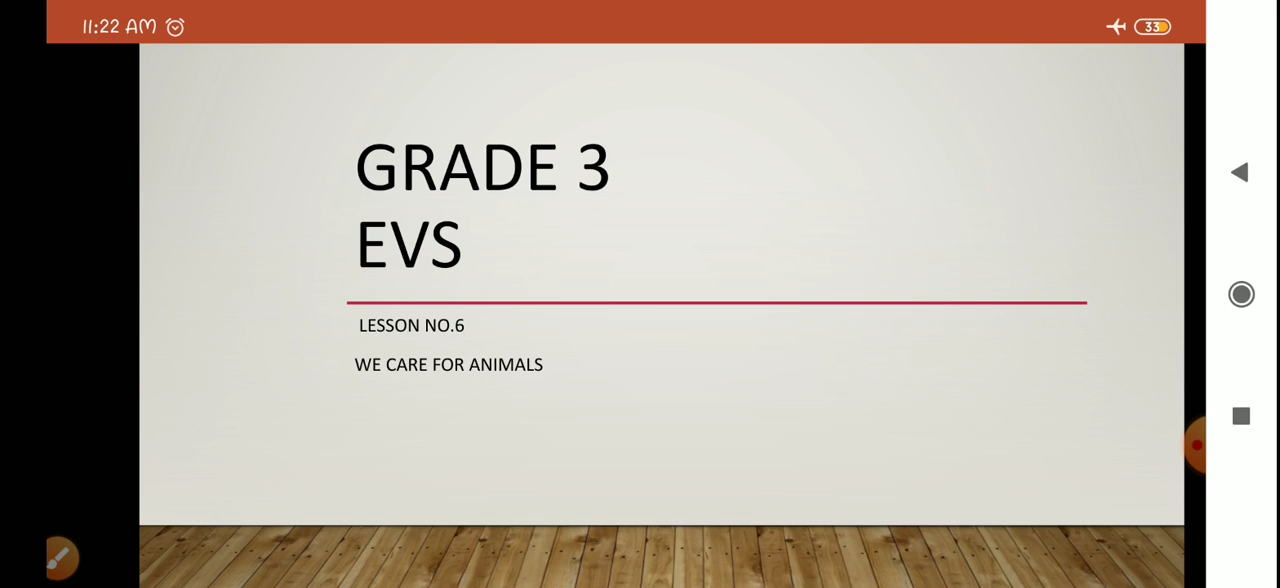 11:22 AM
33
GRADE 3
EVS
LESSON NO.6
WE CARE FOR ANIMALS